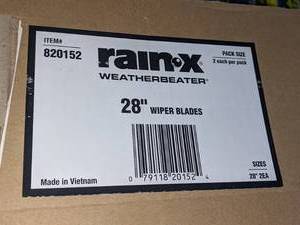 ITEM#
820152
rain-x
WEATHERBEATER®
PACK SIZE
2 each per pack
28" WIPER BLADES
Made in Vietnam
0 79118 20152 4
SIZES
28" 2EA